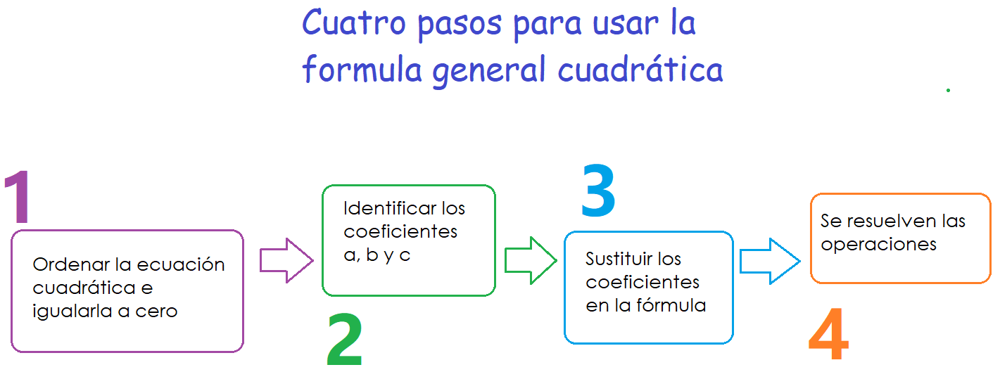 Cuatro pasos para usar la
formula general cuadrática
1
Ordenar la ecuación
cuadrática e
igualarla a cero
Identificar los
coeficientes
a, b y c
2
3
Sustituir los
coeficientes
en la fórmula
Se resuelven las
operaciones
4